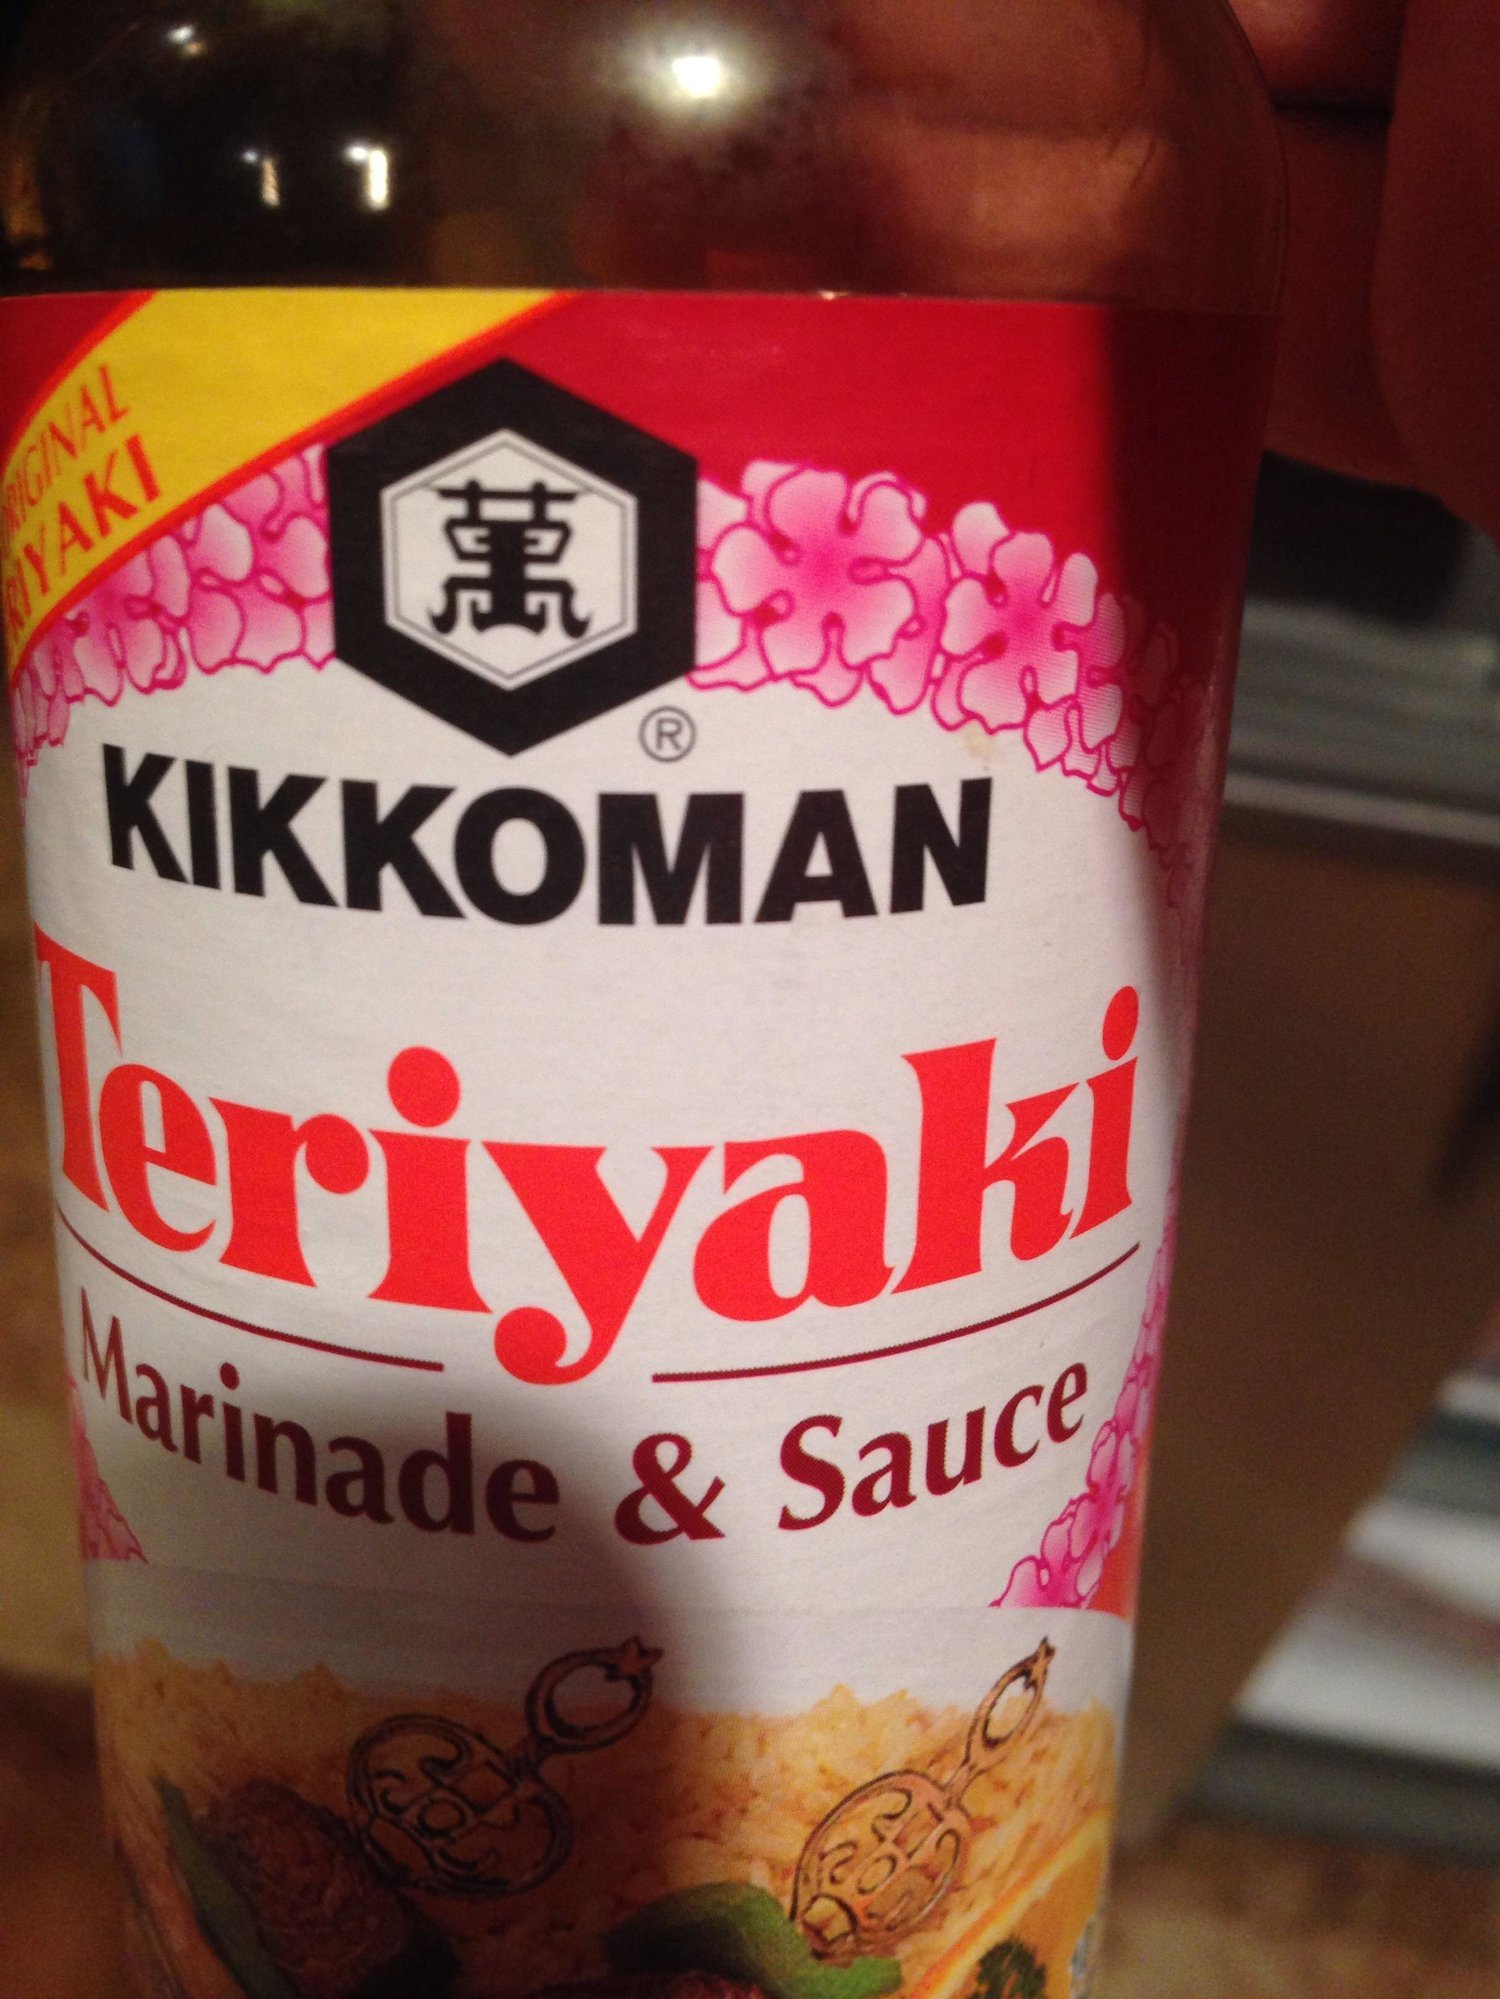 ORIGINAL
TERIYAKI
萬
®
KIKKOMAN
Teriyaki
Marinade & Sauce